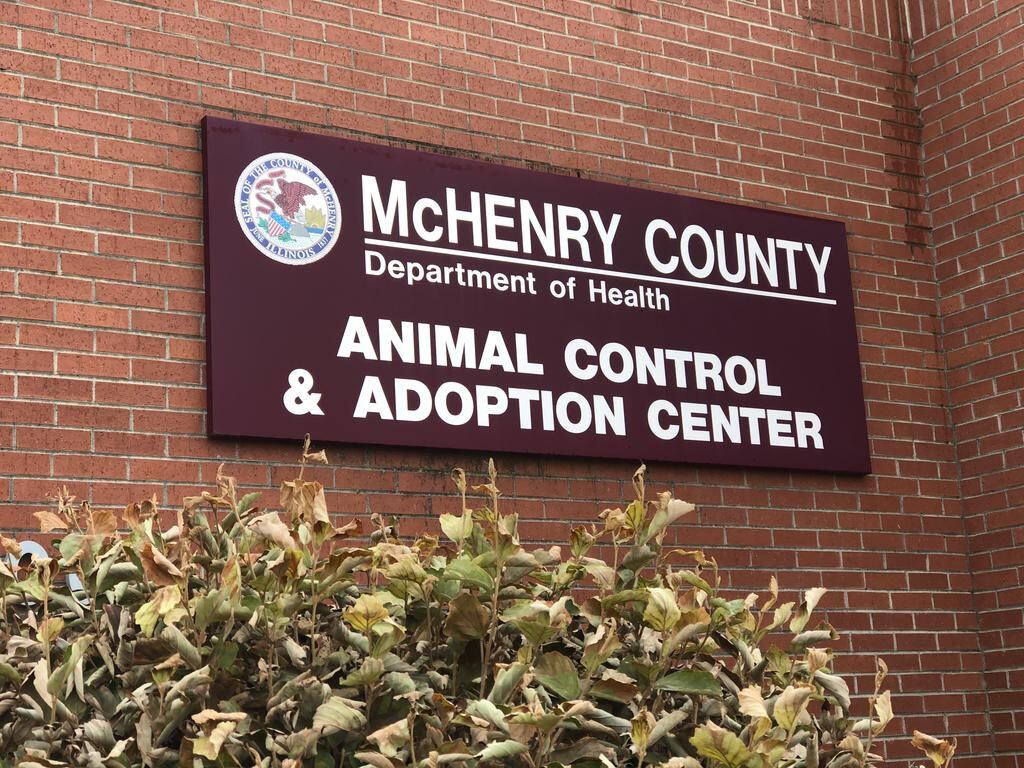 SEAL OF THE COUNTY OF McHENRY
ILLINOIS
McHENRY COUNTY
Department of Health
ANIMAL CONTROL
& ADOPTION CENTER